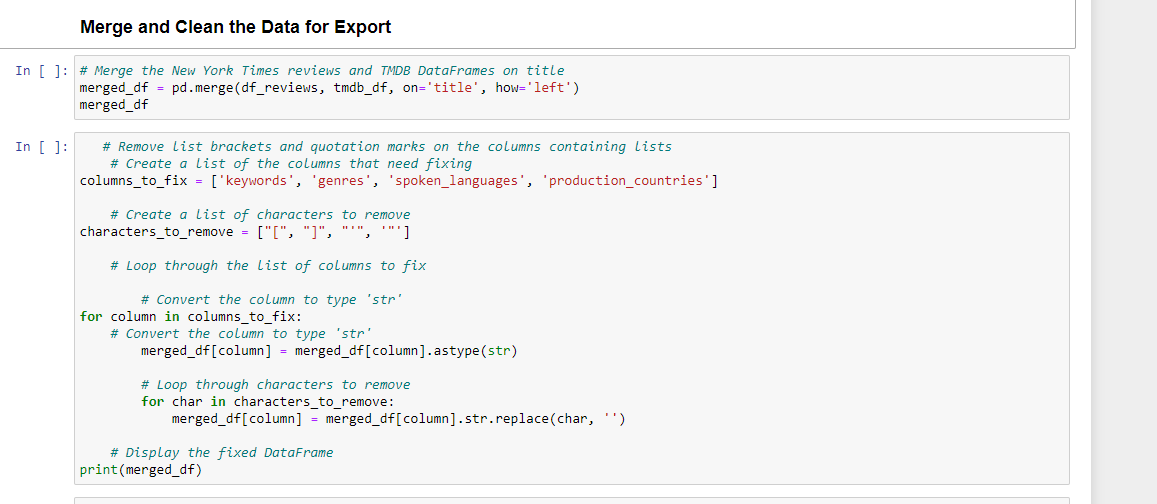 Merge and Clean the Data for Export
In [ ]:
# Merge the New York Times reviews and TMDB DataFrames on title
merged_df = pd.merge(df_reviews, tmdb_df, on='title', how='left')
merged_df
In [ ]:
# Remove list brackets and quotation marks on the columns containing lists
# Create a list of the columns that need fixing
columns_to_fix = ['keywords', 'genres', 'spoken_languages', 'production_countries']
# Create a list of characters to remove
characters_to_remove = ["[", "]", "'", '"']
# Loop through the list of columns to fix
# Convert the column to type 'str'
for column in columns_to_fix:
# Convert the column to type 'str'
merged_df[column] = merged_df[column].astype(str)
# Loop through characters to remove
for char in characters_to_remove:
merged_df[column] = merged_df[column].str.replace(char, '')
# Display the fixed DataFrame
print(merged_df)